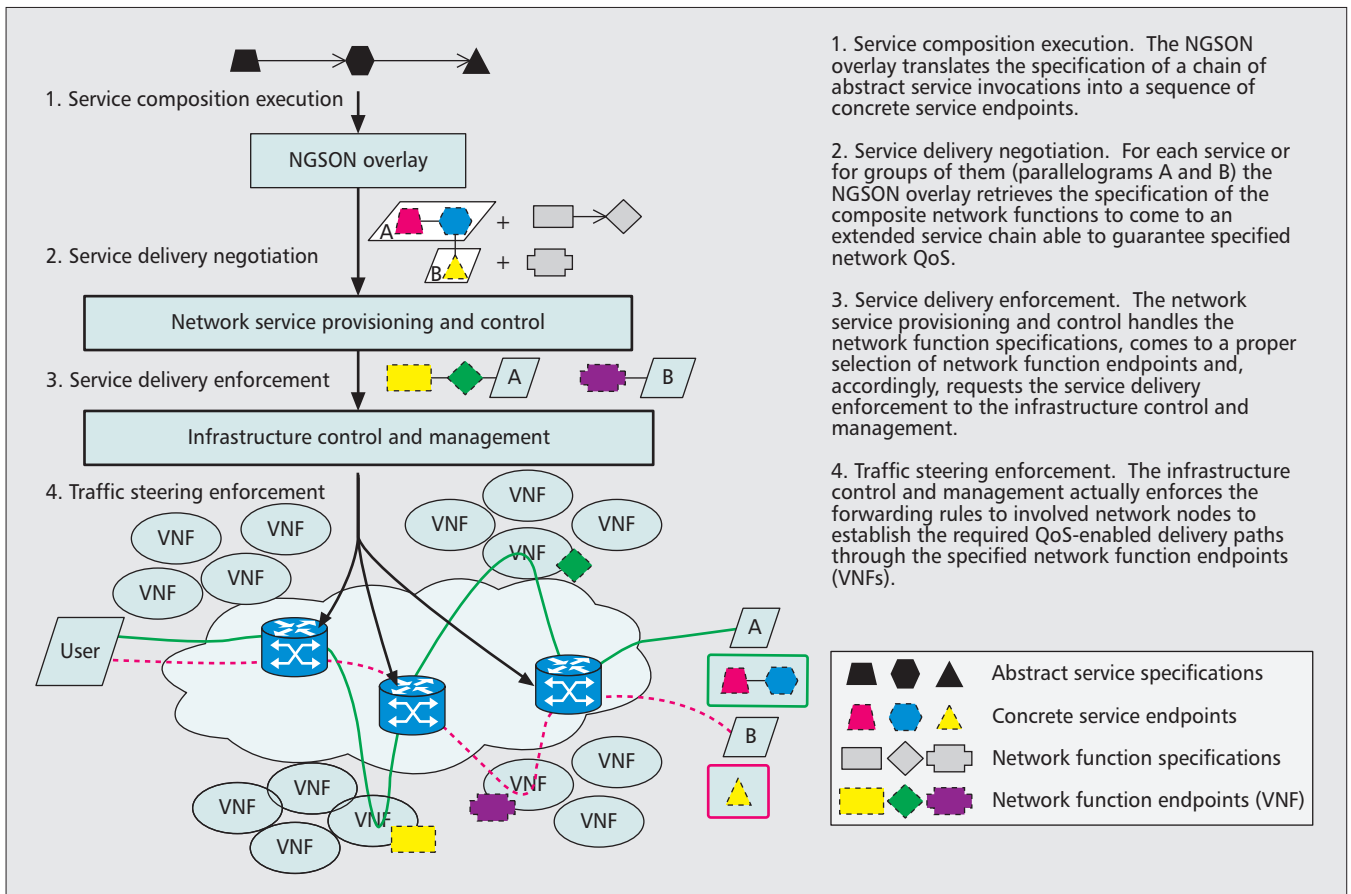 1. Service composition execution
NGSON overlay
A
+
B
+
2. Service delivery negotiation
Network service provisioning and control
3. Service delivery enforcement
A
B
Infrastructure control and management
4. Traffic steering enforcement
VNF
VNF
VNF
VNF
VNF
VNF
VNF
VNF
User
A
B
VNF
VNF
VNF
VNF
VNF
VNF
VNF
1. Service composition execution. The NGSON
overlay translates the specification of a chain of
abstract service invocations into a sequence of
concrete service endpoints.
2. Service delivery negotiation. For each service or
for groups of them (parallelograms A and B) the
NGSON overlay retrieves the specification of the
composite network functions to come to an
extended service chain able to guarantee specified
network QoS.
3. Service delivery enforcement. The network
service provisioning and control handles the
network function specifications, comes to a proper
selection of network function endpoints and,
accordingly, requests the service delivery
enforcement to the infrastructure control and
management.
4. Traffic steering enforcement. The infrastructure
control and management actually enforces the
forwarding rules to involved network nodes to
establish the required QoS-enabled delivery paths
through the specified network function endpoints
(VNFs).
Abstract service specifications
Concrete service endpoints
Network function specifications
Network function endpoints (VNF)